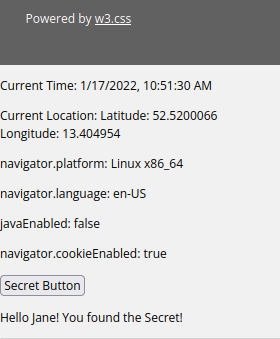 Powered by w3.css
Current Time: 1/17/2022, 10:51:30 AM
Current Location: Latitude: 52.5200066
Longitude: 13.404954
navigator.platform: Linux x86_64
navigator.language: en-US
javaEnabled: false
navigator.cookieEnabled: true
Secret Button
Hello Jane! You found the Secret!